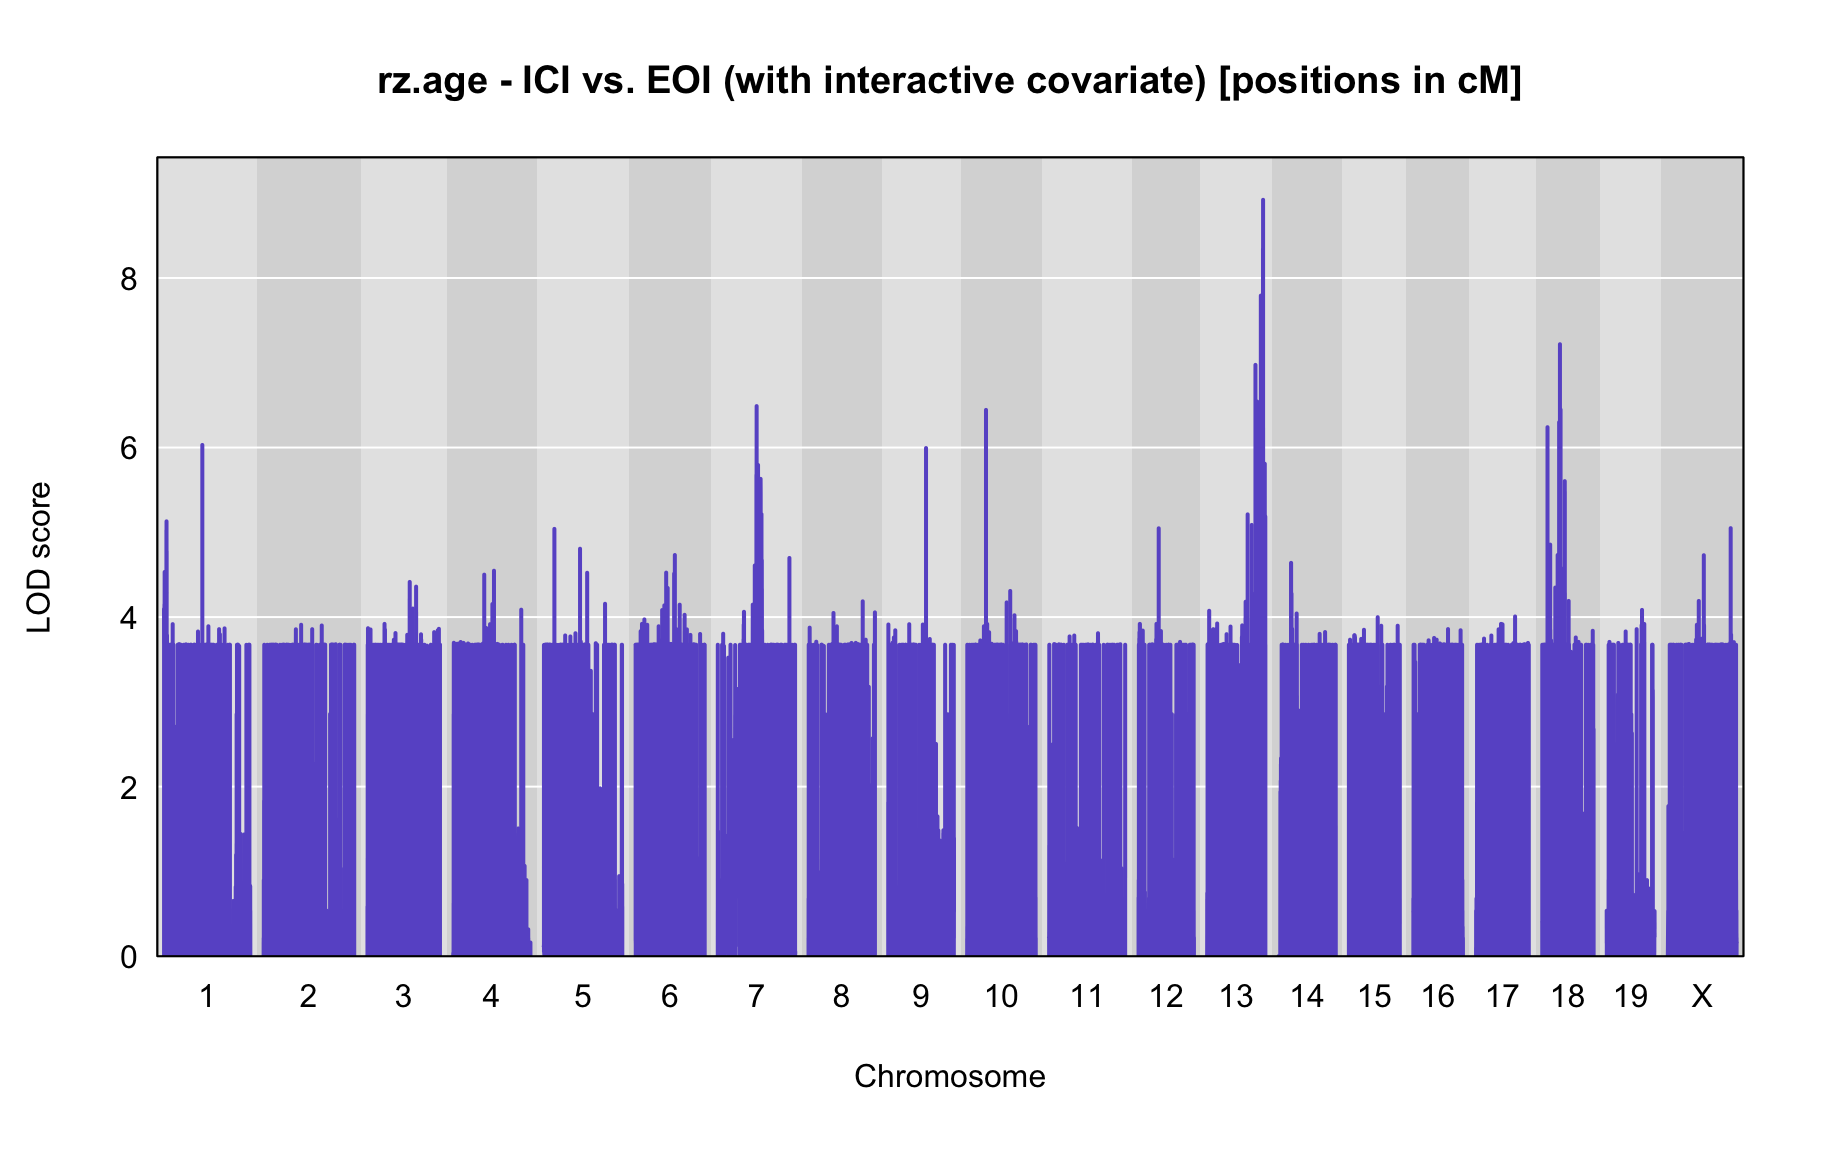 rz.age - ICI vs. EOI (with interactive covariate) [positions in cM]
LOD score
8
6
4
2
0
1 2 3 4 5 6 7 8 9 10 11 12 13 14 15 16 17 18 19 X
Chromosome